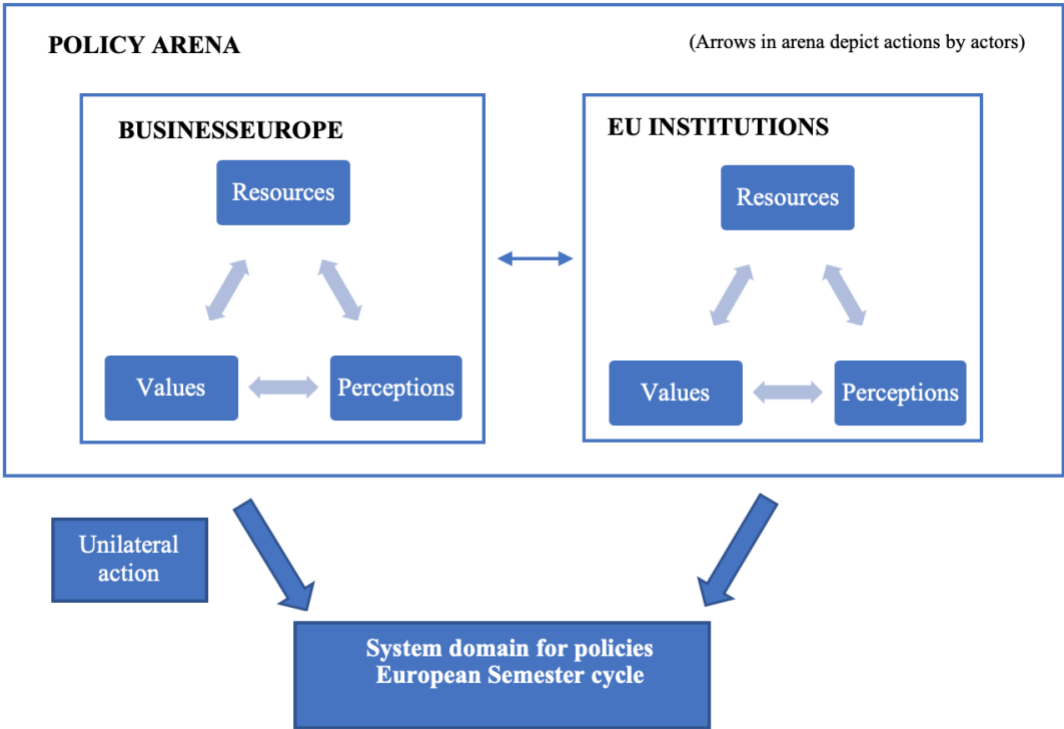 POLICY ARENA
(Arrows in arena depict actions by actors)
BUSINESSEUROPE
Resources
Values
Perceptions
EU INSTITUTIONS
Resources
Values
Perceptions
Unilateral
action
System domain for policies
European Semester cycle